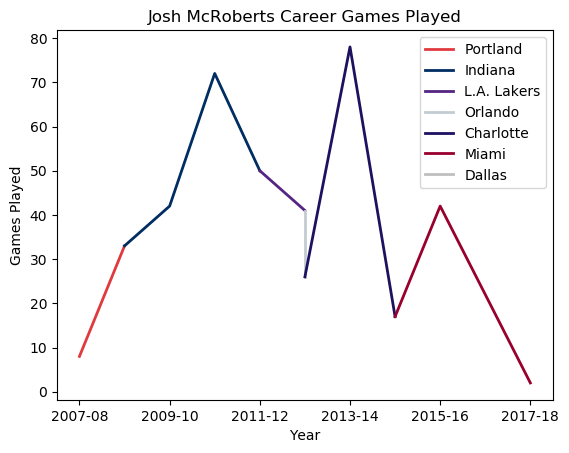 Josh McRoberts Career Games Played
Games Played
80
70
60
50
40
30
20
10
0
Portland
Indiana
L.A. Lakers
Orlando
Charlotte
Miami
Dallas
2007-08 2009-10 2011-12 2013-14 2015-16 2017-18
Year